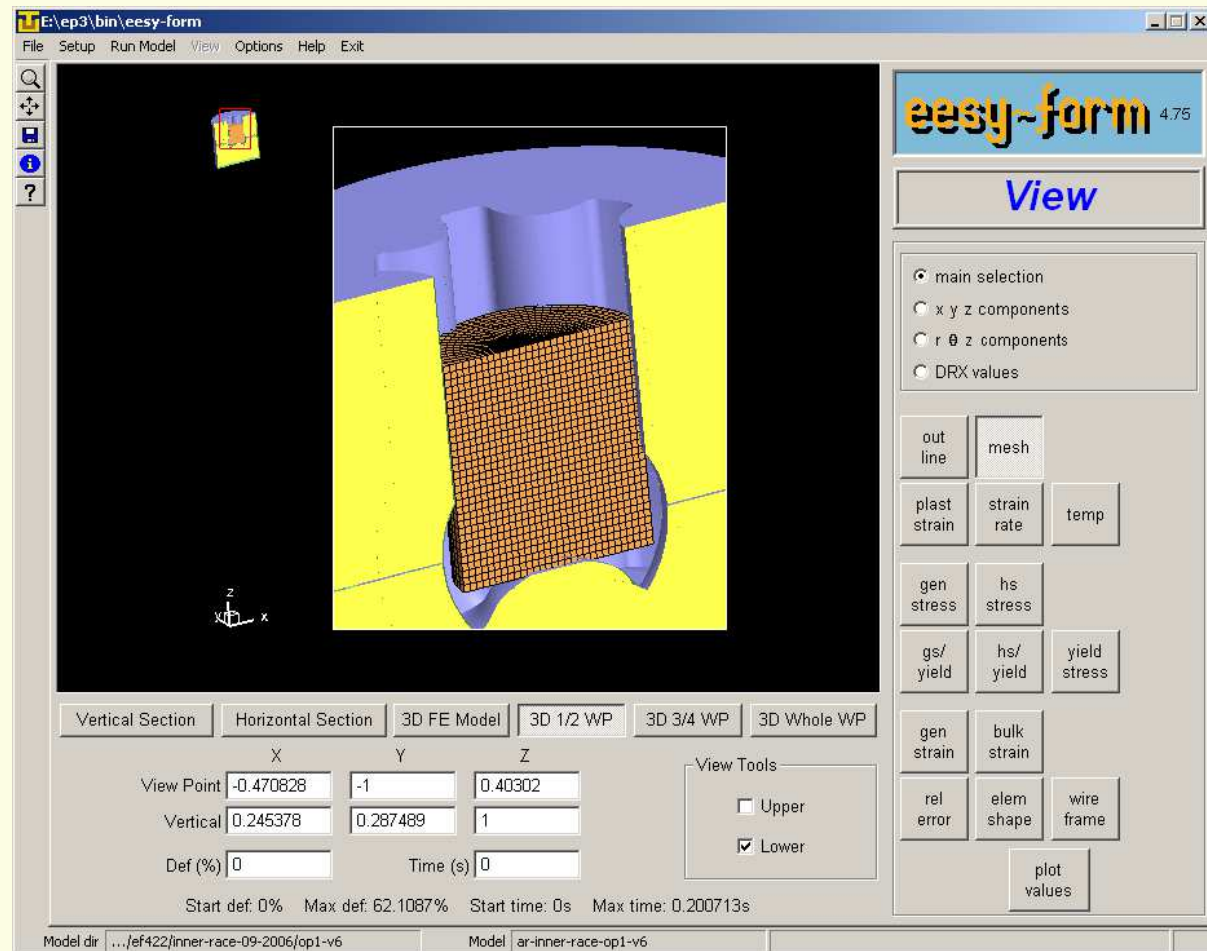 E:\ep3\bin\eesy-form
File Setup Run Model View Options Help Exit
eesy~form 4.75
View
main selection
x y z components
r θ z components
DRX values
out line
mesh
plast strain
strain rate
temp
gen stress
hs stress
gs/ yield
hs/ yield
yield stress
gen strain
bulk strain
rel error
elem shape
wire frame
plot values
z
x
Vertical Section Horizontal Section 3D FE Model 3D 1/2 WP 3D 3/4 WP 3D Whole WP
X Y Z
View Point -0.470828 -1 0.40302
Vertical 0.245378 0.287489 1
Def (%) 0 Time (s) 0
View Tools
Upper
Lower
Start def: 0% Max def: 62.1087% Start time: 0s Max time: 0.200713s
Model dir .../ef422/inner-race-09-2006/op1-v6 Model ar-inner-race-op1-v6